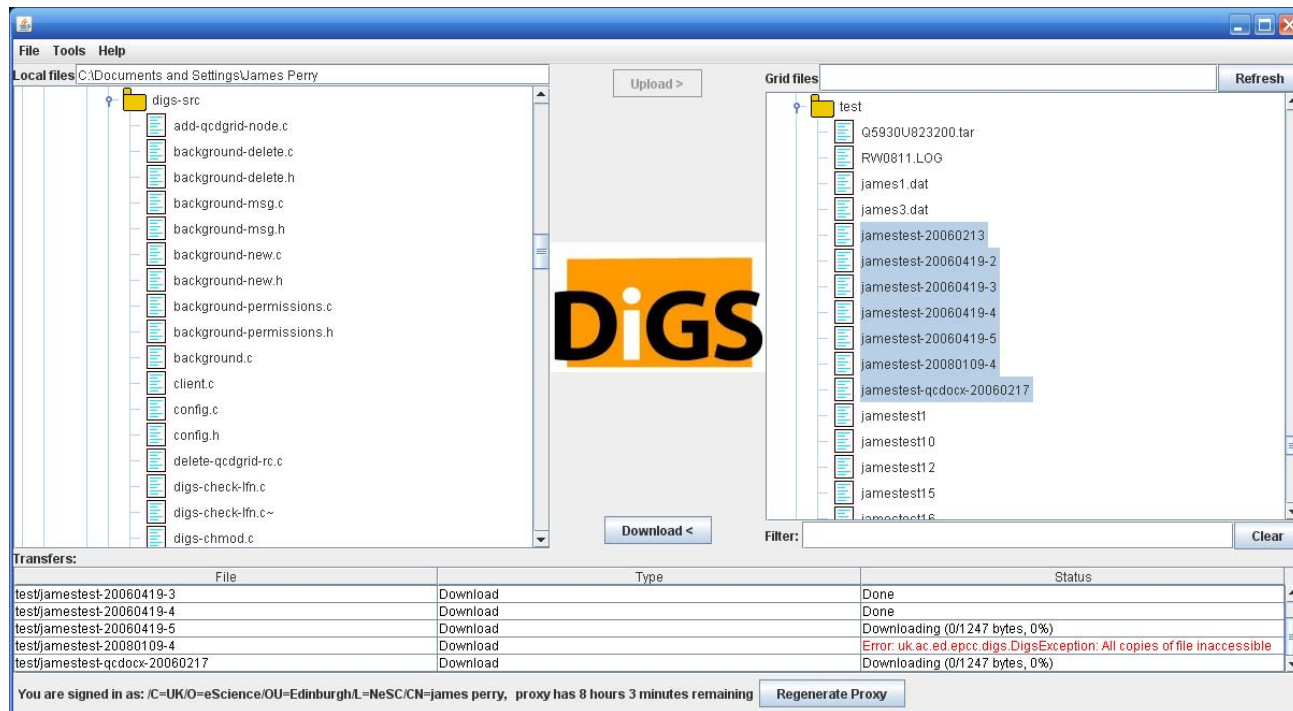 File Tools Help
Local files C:\Documents and Settings\James Perry
digs-src
add-qcdgrid-node.c
background-delete.c
background-delete.h
background-msg.c
background-msg.h
background-new.c
background-new.h
background-permissions.c
background-permissions.h
background.c
client.c
config.c
config.h
delete-qcdgrid-rc.c
digs-check-lfn.c
digs-check-lfn.c~
digs-chmod.c
Upload >
DiGS
Download <
Grid files
Refresh
test
Q5930U823200.tar
RW0811.LOG
james1.dat
james3.dat
jamestest-20060213
jamestest-20060419-2
jamestest-20060419-3
jamestest-20060419-4
jamestest-20060419-5
jamestest-20080109-4
jamestest-qcdocx-20060217
jamestest1
jamestest10
jamestest12
jamestest15
jamestest16
Filter:
Clear
Transfers:
File Type Status
test/jamestest-20060419-3 Download Done
test/jamestest-20060419-4 Download Done
test/jamestest-20060419-5 Download Downloading (0/1247 bytes, 0%)
test/jamestest-20080109-4 Download Error: uk.ac.ed.epcc.digs.DigsException: All copies of file inaccessible
test/jamestest-qcdocx-20060217 Download Downloading (0/1247 bytes, 0%)
You are signed in as: /C=UK/O=eScience/OU=Edinburgh/L=NeSC/CN=james perry, proxy has 8 hours 3 minutes remaining Regenerate Proxy